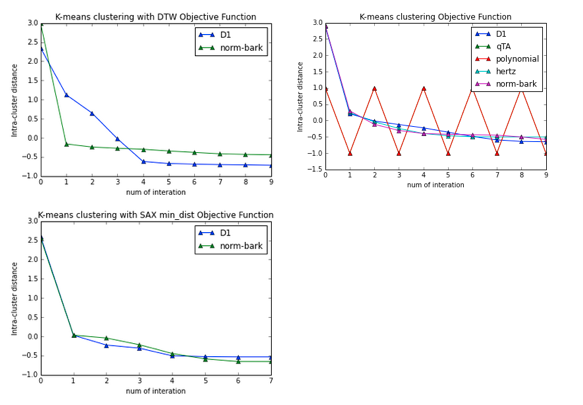 K-means clustering with DTW Objective Function
3.0
2.5
2.0
1.5
1.0
0.5
0.0
−0.5
−1.0
Intra-cluster distance
D1
norm-bark
0 1 2 3 4 5 6 7 8 9
num of interation
K-means clustering Objective Function
3.0
2.5
2.0
1.5
1.0
0.5
0.0
−0.5
−1.0
−1.5
Intra-cluster distance
D1
qTA
polynomial
hertz
norm-bark
0 1 2 3 4 5 6 7 8 9
num of interation
K-means clustering with SAX min_dist Objective Function
3.0
2.5
2.0
1.5
1.0
0.5
0.0
−0.5
−1.0
Intra-cluster distance
D1
norm-bark
0 1 2 3 4 5 6 7
num of interation